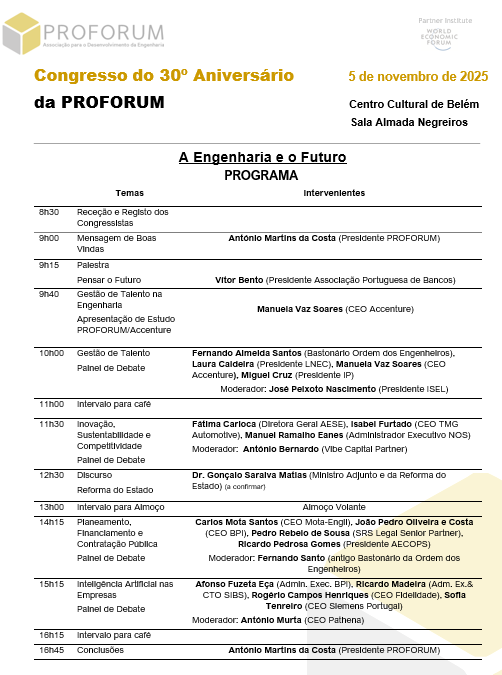 PROFORUM
Associação para o Desenvolvimento da Engenharia
Partner Institute
WORLD
ECONOMIC
FORUM
Congresso do 30º Aniversário
5 de novembro de 2025
da PROFORUM
Centro Cultural de Belém
Sala Almada Negreiros
A Engenharia e o Futuro
PROGRAMA
Temas
Intervenientes
8h30
Receção e Registo dos
Congressistas
9h00
Mensagem de Boas
Vindas
António Martins da Costa (Presidente PROFORUM)
9h15
Palestra
Pensar o Futuro
Vítor Bento (Presidente Associação Portuguesa de Bancos)
9h40
Gestão de Talento na
Engenharia
Apresentação de Estudo
PROFORUM/Accenture
Manuela Vaz Soares (CEO Accenture)
10h00
Gestão de Talento
Painel de Debate
Fernando Almeida Santos (Bastonário Ordem dos Engenheiros),
Laura Caldeira (Presidente LNEC), Manuela Vaz Soares (CEO
Accenture), Miguel Cruz (Presidente IP)
Moderador: José Peixoto Nascimento (Presidente ISEL)
11h00
Intervalo para café
11h30
Inovação,
Sustentabilidade e
Competitividade
Painel de Debate
Fátima Carioca (Diretora Geral AESE), Isabel Furtado (CEO TMG
Automotive), Manuel Ramalho Eanes (Administrador Executivo NOS)
Moderador: António Bernardo (Vibe Capital Partner)
12h30
Discurso
Reforma do Estado
Dr. Gonçalo Saraiva Matias (Ministro Adjunto e da Reforma do
Estado) (a confirmar)
13h00
Intervalo para Almoço
Almoço Volante
14h15
Planeamento,
Financiamento e
Contratação Pública
Painel de Debate
Carlos Mota Santos (CEO Mota-Engil), João Pedro Oliveira e Costa
(CEO BPI), Pedro Rebelo de Sousa (SRS Legal Senior Partner),
Ricardo Pedrosa Gomes (Presidente AECOPS)
Moderador: Fernando Santo (antigo Bastonário da Ordem dos
Engenheiros)
15h15
Inteligência Artificial nas
Empresas
Painel de Debate
Afonso Fuzeta Eça (Admin. Exec. BPI), Ricardo Madeira (Adm. Ex.&
CTO SIBS), Rogério Campos Henriques (CEO Fidelidade), Sofia
Tenreiro (CEO Siemens Portugal)
Moderador: António Murta (CEO Pathena)
16h15
Intervalo para café
16h45
Conclusões
António Martins da Costa (Presidente PROFORUM)